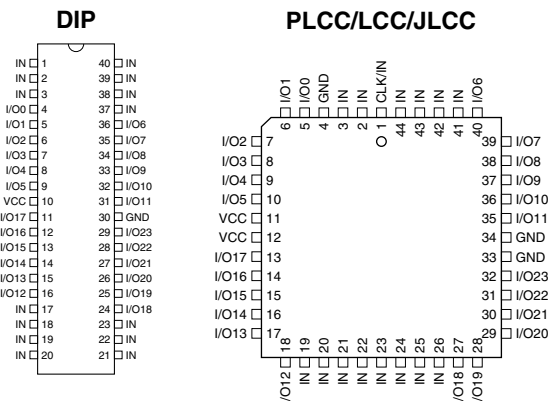 DIP
IN 1 40 IN
IN 2 39 IN
IN 3 38 IN
I/O0 4 37 IN
I/O1 5 36 I/O6
I/O2 6 35 I/O7
I/O3 7 34 I/O8
I/O4 8 33 I/O9
I/O5 9 32 I/O10
VCC 10 31 I/O11
I/O17 11 30 GND
I/O16 12 29 I/O23
I/O15 13 28 I/O22
I/O14 14 27 I/O21
I/O13 15 26 I/O20
I/O12 16 25 I/O19
IN 17 24 I/O18
IN 18 23 IN
IN 19 22 IN
IN 20 21 IN
PLCC/LCC/JLCC
I/O1 I/O0 GND IN IN CLK/IN IN IN IN IN I/O6
6 5 4 3 2 1 44 43 42 41 40
I/O2 7 39 I/O7
I/O3 8 38 I/O8
I/O4 9 37 I/O9
I/O5 10 36 I/O10
VCC 11 35 I/O11
VCC 12 34 GND
I/O17 13 33 GND
I/O16 14 32 I/O23
I/O15 15 31 I/O22
I/O14 16 30 I/O21
I/O13 17 29 I/O20
18 19 20 21 22 23 24 25 26 27 28
I/O12 IN IN IN IN IN IN IN IN I/O18 I/O19